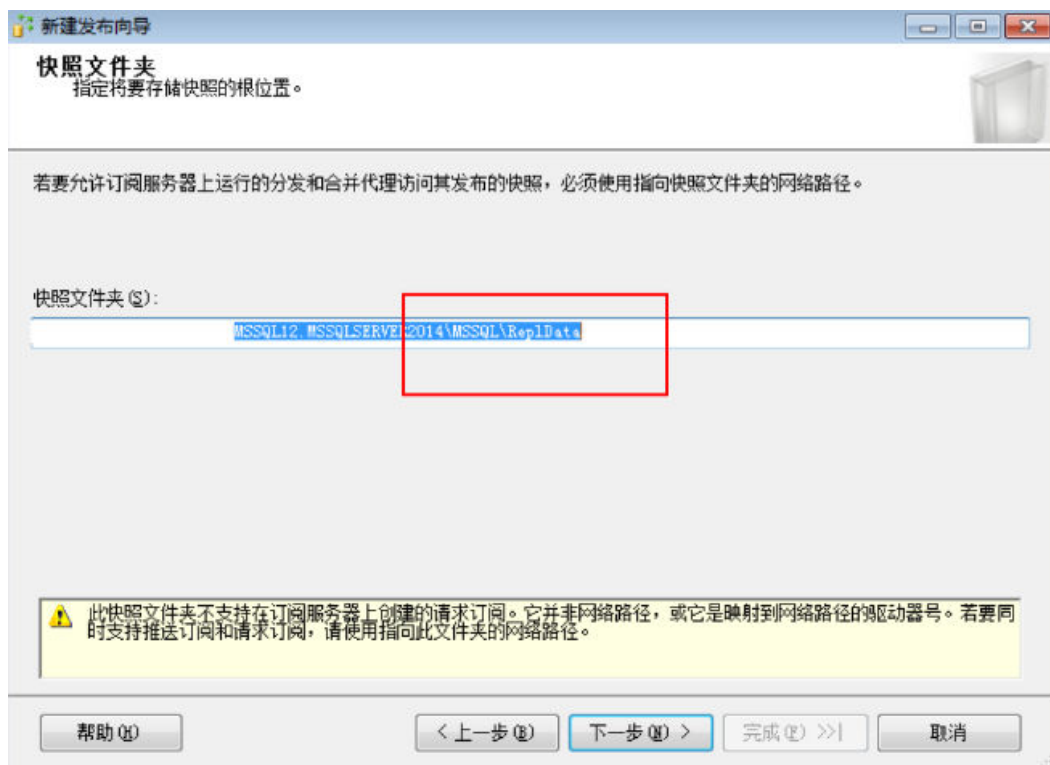 新建发布向导
快照文件夹
指定将要存储快照的根位置。
若要允许订阅服务器上运行的分发和合并代理访问其发布的快照，必须使用指向快照文件夹的网络路径。
快照文件夹(S):
MSSQL12.MSSQLSERVER2014\MSSQL\ReplData
此快照文件夹不支持在订阅服务器上创建的请求订阅。它并非网络路径，或它是映射到网络路径的驱动器号。若要同
时支持推送订阅和请求订阅，请使用指向此文件夹的网络路径。
帮助(H)
< 上一步(B)
下一步(N) >
完成(F) >>|
取消